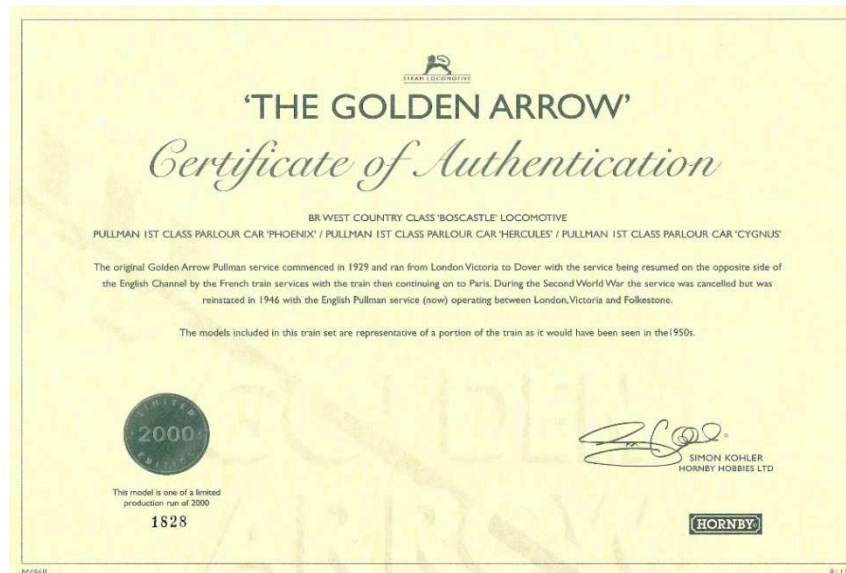 STEAM LOCOMOTIVE
'THE GOLDEN ARROW'
Certificate of Authentication
BR WEST COUNTRY CLASS 'BOSCASTLE' LOCOMOTIVE
PULLMAN 1ST CLASS PARLOUR CAR 'PHOENIX' / PULLMAN 1ST CLASS PARLOUR CAR 'HERCULES' / PULLMAN 1ST CLASS PARLOUR CAR 'CYGNUS'
The original Golden Arrow Pullman service commenced in 1929 and ran from London Victoria to Dover with the service being resumed on the opposite side of
the English Channel by the French train services with the train then continuing on to Paris. During the Second World War the service was cancelled but was
reinstated in 1946 with the English Pullman service (now) operating between London, Victoria and Folkestone.
The models included in this train set are representative of a portion of the train as it would have been seen in the1950s.
LIMITED
2000
EDITION
This model is one of a limited
production run of 2000
1828
SIMON KOHLER
HORNBY HOBBIES LTD
HORNBY
GOLDEN
ARROW